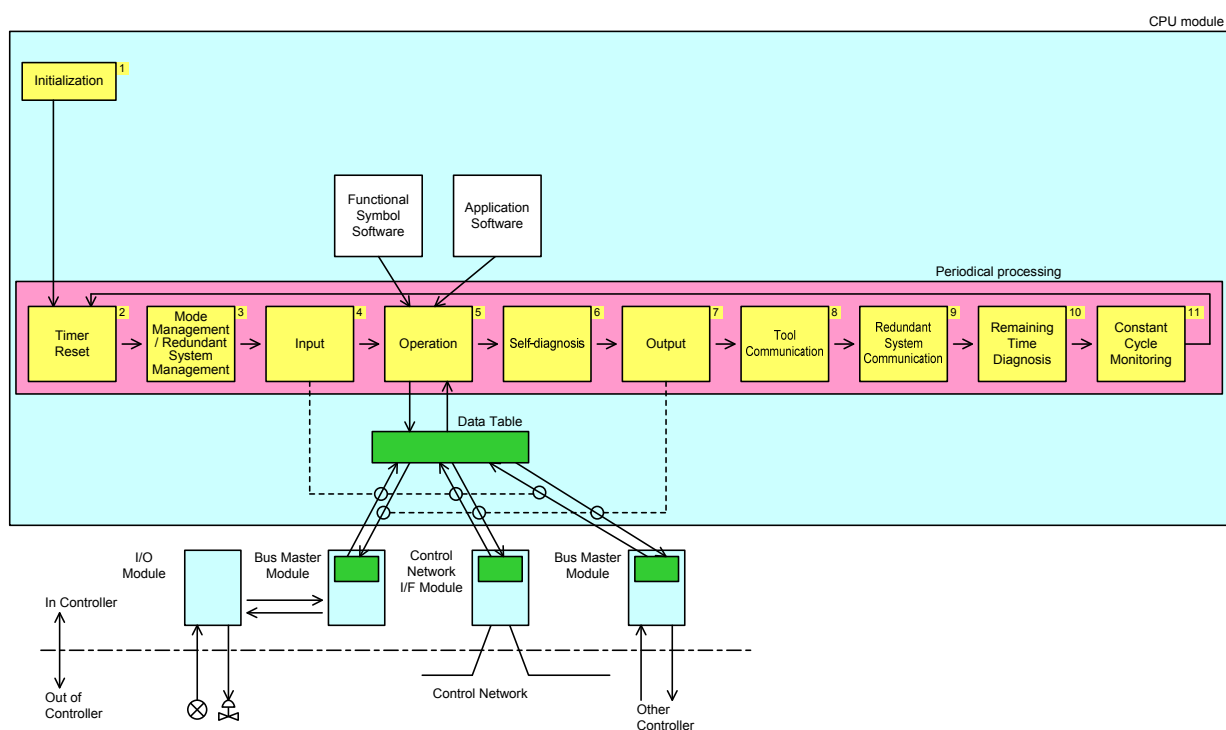 CPU module
Initialization
1
Functional
Symbol
Software
Application
Software
Periodical processing
Timer
Reset
2
Mode
Management
/ Redundant
System
Management
3
Input
4
Operation
5
Self-diagnosis
6
Output
7
Tool
Communication
8
Redundant
System
Communication
9
Remaining
Time
Diagnosis
10
Constant
Cycle
Monitoring
11
Data Table
I/O
Module
Bus Master
Module
Control
Network
I/F Module
Bus Master
Module
In Controller
Out of
Controller
Control Network
Other
Controller